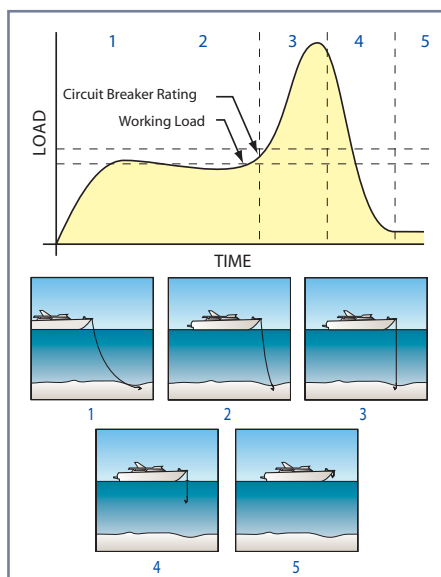 1 2 3 4 5
Circuit Breaker Rating
Working Load
LOAD
TIME
1 2 3
4 5